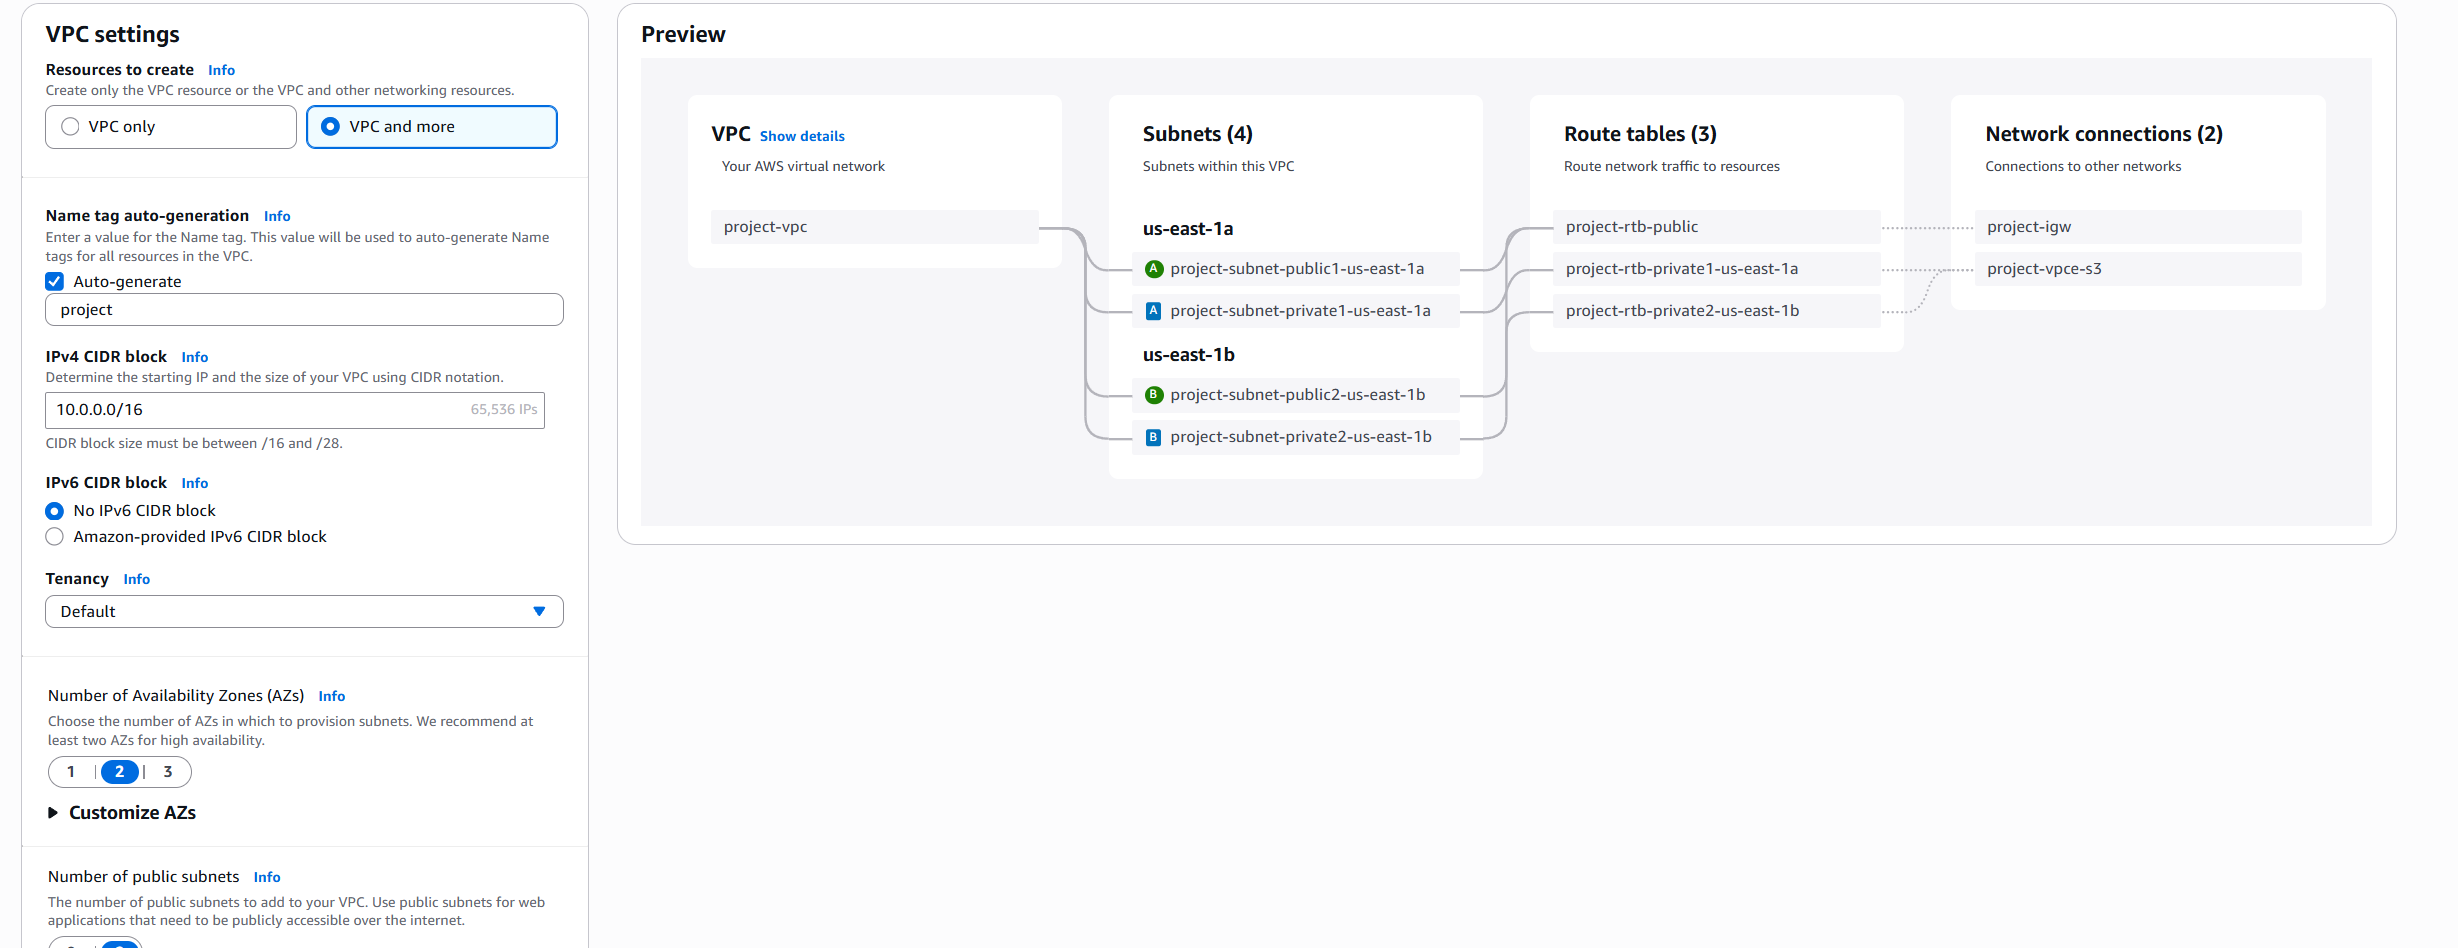 VPC settings
Resources to create Info
Create only the VPC resource or the VPC and other networking resources.
VPC only
VPC and more
Name tag auto-generation Info
Enter a value for the Name tag. This value will be used to auto-generate Name
tags for all resources in the VPC.
Auto-generate
project
IPv4 CIDR block Info
Determine the starting IP and the size of your VPC using CIDR notation.
10.0.0.0/16 65,536 IPs
CIDR block size must be between /16 and /28.
IPv6 CIDR block Info
No IPv6 CIDR block
Amazon-provided IPv6 CIDR block
Tenancy Info
Default
Number of Availability Zones (AZs) Info
Choose the number of AZs in which to provision subnets. We recommend at
least two AZs for high availability.
1 | 2 | 3
Customize AZs
Number of public subnets Info
The number of public subnets to add to your VPC. Use public subnets for web
applications that need to be publicly accessible over the internet.
Preview
VPC Show details
Your AWS virtual network
project-vpc
Subnets (4)
Subnets within this VPC
us-east-1a
A project-subnet-public1-us-east-1a
A project-subnet-private1-us-east-1a
us-east-1b
B project-subnet-public2-us-east-1b
B project-subnet-private2-us-east-1b
Route tables (3)
Route network traffic to resources
project-rtb-public
project-rtb-private1-us-east-1a
project-rtb-private2-us-east-1b
Network connections (2)
Connections to other networks
project-igw
project-vpce-s3